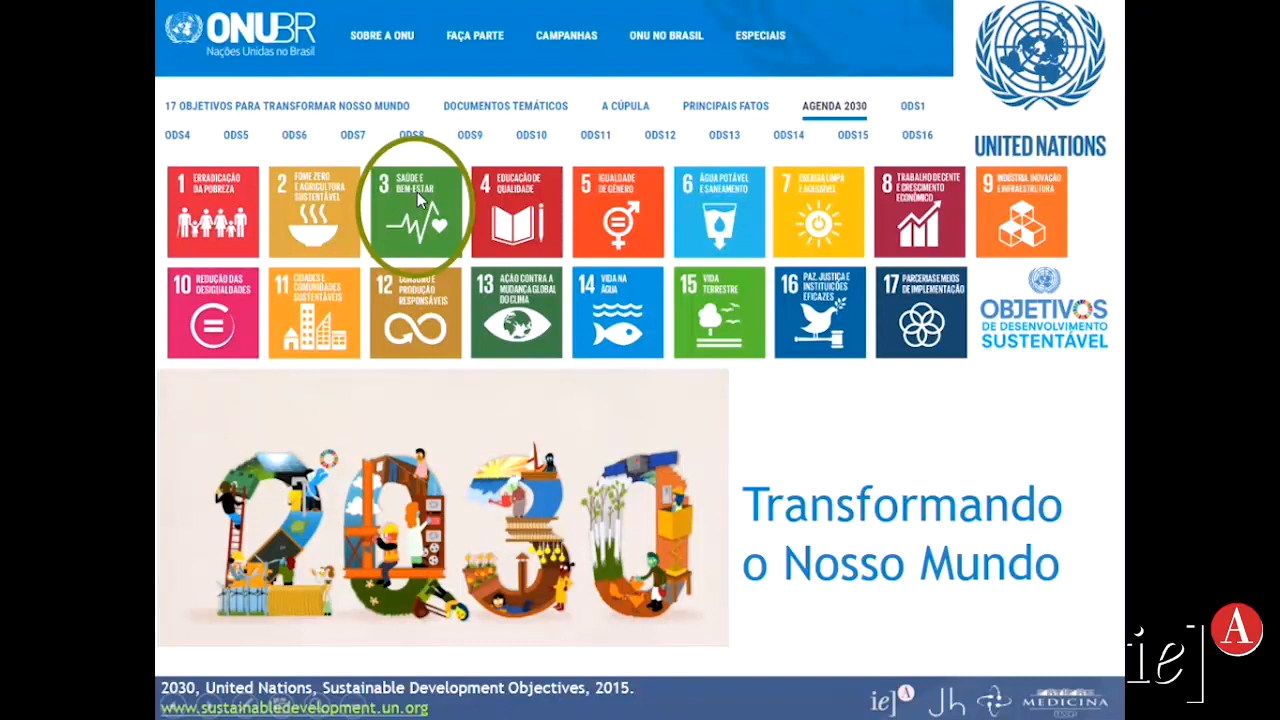 ONUBR
Nações Unidas no Brasil
SOBRE A ONU FAÇA PARTE CAMPANHAS ONU NO BRASIL ESPECIAIS
UNITED NATIONS
17 OBJETIVOS PARA TRANSFORMAR NOSSO MUNDO DOCUMENTOS TEMÁTICOS A CÚPULA PRINCIPAIS FATOS AGENDA 2030 ODS1
ODS4 ODS5 ODS6 ODS7 ODS8 ODS9 ODS10 ODS11 ODS12 ODS13 ODS14 ODS15 ODS16
1 ERRADICAÇÃO
DA POBREZA
2 FOME ZERO
E AGRICULTURA
SUSTENTÁVEL
3 SAÚDE E
BEM-ESTAR
4 EDUCAÇÃO DE
QUALIDADE
5 IGUALDADE
DE GÊNERO
6 ÁGUA POTÁVEL
E SANEAMENTO
7 ENERGIA LIMPA
E ACESSÍVEL
8 TRABALHO DECENTE
E CRESCIMENTO
ECONÔMICO
9 INDÚSTRIA, INOVAÇÃO
E INFRAESTRUTURA
10 REDUÇÃO DAS
DESIGUALDADES
11 CIDADES E
COMUNIDADES
SUSTENTÁVEIS
12 CONSUMO E
PRODUÇÃO
RESPONSÁVEIS
13 AÇÃO CONTRA A
MUDANÇA GLOBAL
DO CLIMA
14 VIDA NA
ÁGUA
15 VIDA
TERRESTRE
16 PAZ, JUSTIÇA E
INSTITUIÇÕES
EFICAZES
17 PARCERIAS E MEIOS
DE IMPLEMENTAÇÃO
OBJETIVOS
DE DESENVOLVIMENTO
SUSTENTÁVEL
2030
Transformando
o Nosso Mundo
2030, United Nations, Sustainable Development Objectives, 2015.
www.sustainabledevelopment.un.org
ie] A Jh MEDICINA
ie] A